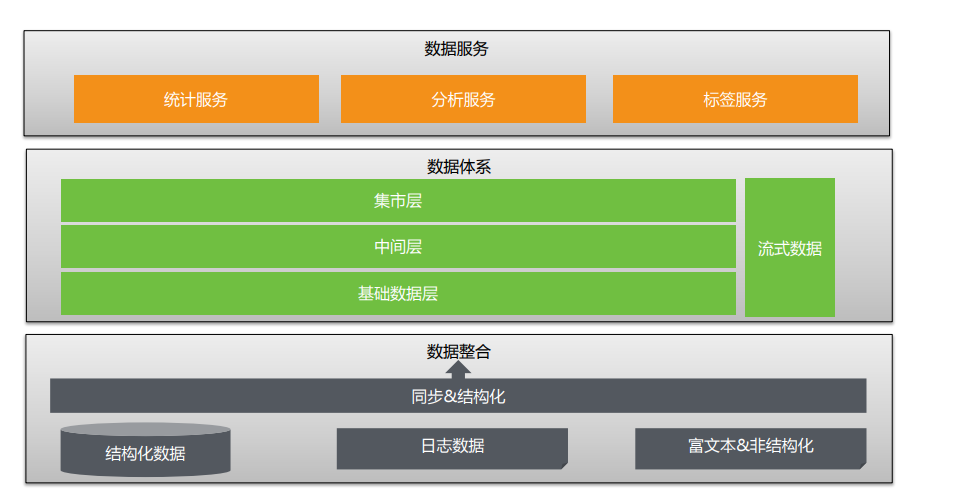 数据服务
统计服务
分析服务
标签服务
数据体系
集市层
中间层
基础数据层
流式数据
数据整合
同步&结构化
结构化数据
日志数据
富文本&非结构化